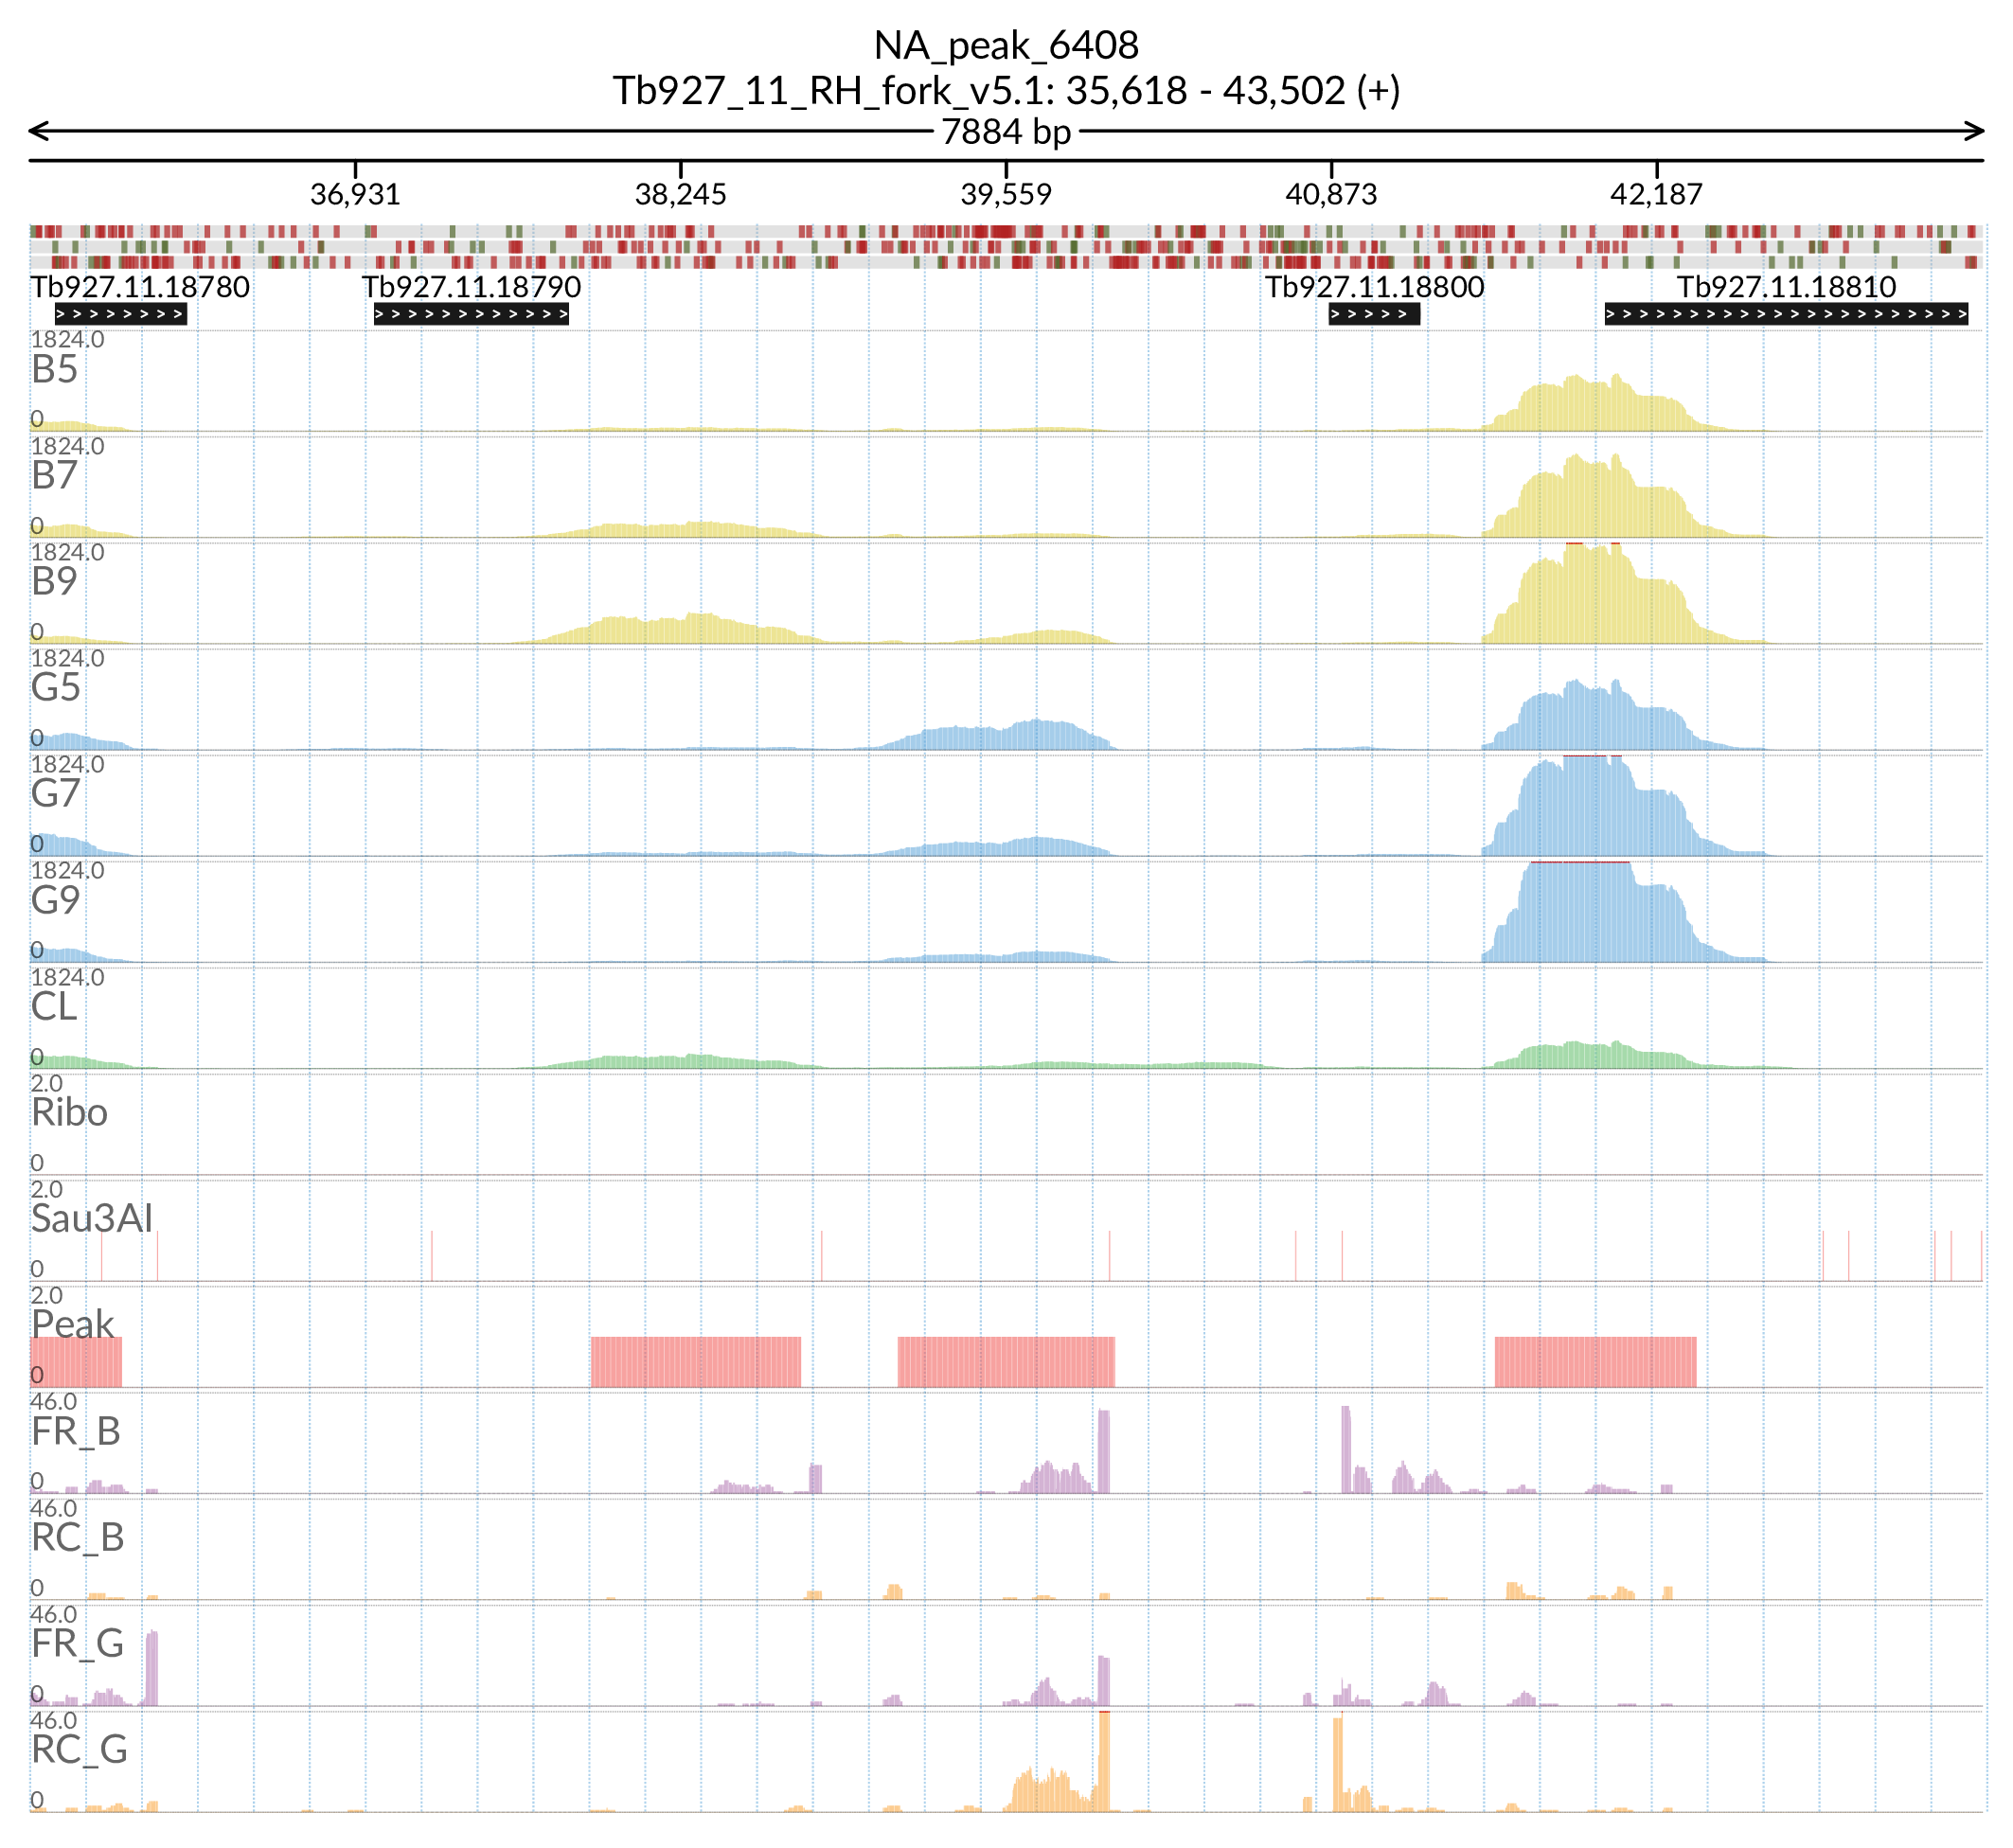 NA_peak_6408
Tb927_11_RH_fork_v5.1: 35,618 - 43,502 (+)
7884 bp
36,931 38,245 39,559 40,873 42,187
Tb927.11.18780 Tb927.11.18790 Tb927.11.18800 Tb927.11.18810
1824.0
B5
0
1824.0
B7
0
1824.0
B9
0
1824.0
G5
0
1824.0
G7
0
1824.0
G9
0
1824.0
CL
0
2.0
Ribo
0
2.0
Sau3AI
0
2.0
Peak
0
46.0
FR_B
0
46.0
RC_B
0
46.0
FR_G
0
46.0
RC_G
0